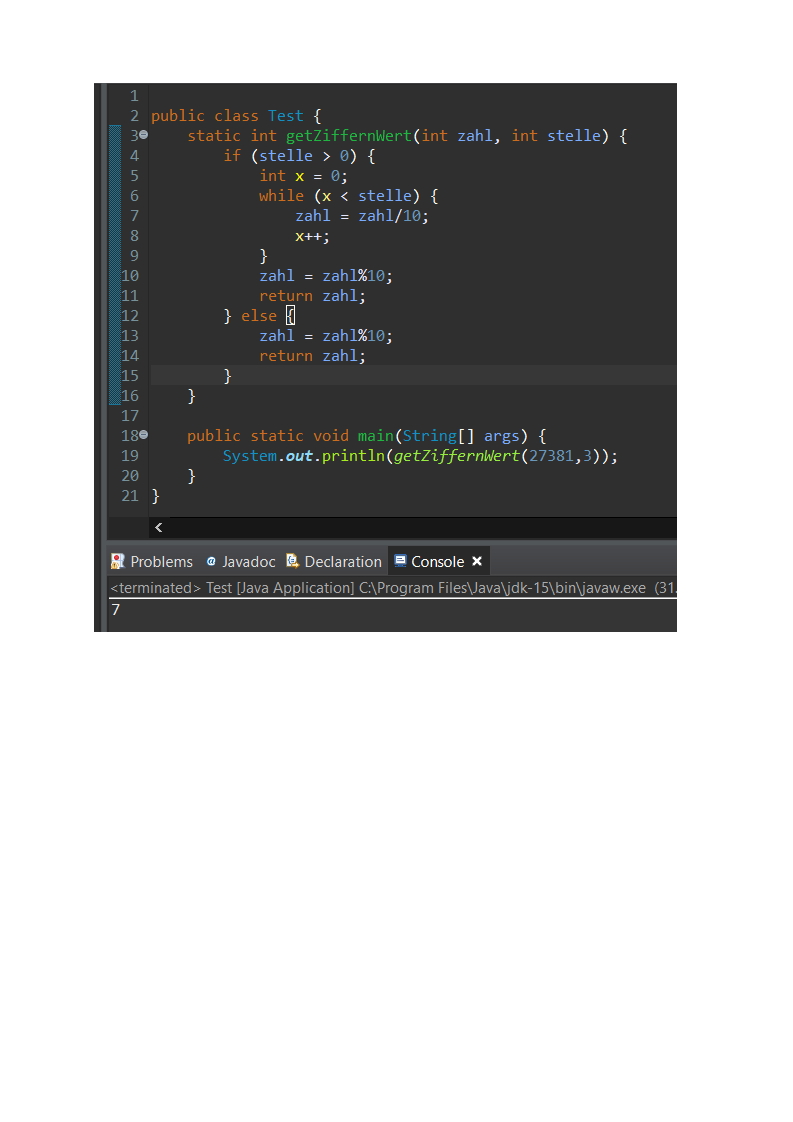 1
2 public class Test {
3 static int getZiffernWert(int zahl, int stelle) {
4 if (stelle > 0) {
5 int x = 0;
6 while (x < stelle) {
7 zahl = zahl/10;
8 x++;
9 }
10 zahl = zahl%10;
11 return zahl;
12 } else {
13 zahl = zahl%10;
14 return zahl;
15 }
16 }
17
18 public static void main(String[] args) {
19 System.out.println(getZiffernWert(27381,3));
20 }
21 }
Problems @ Javadoc Declaration Console
<terminated> Test [Java Application] C:\Program Files\Java\jdk-15\bin\javaw.exe (31.
7